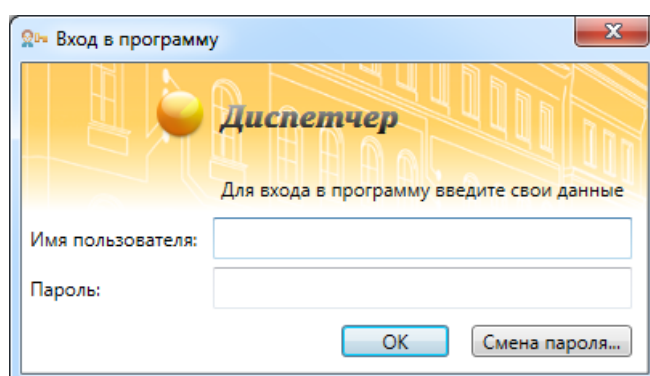 Вход в программу
Диспетчер
Для входа в программу введите свои данные
Имя пользователя:
Пароль:
OK Смена пароля...